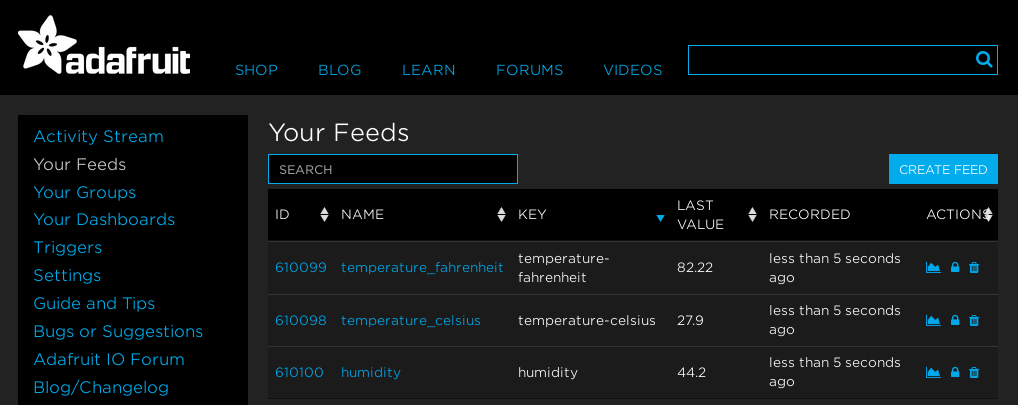 adafruit
SHOP BLOG LEARN FORUMS VIDEOS
Activity Stream
Your Feeds
Your Groups
Your Dashboards
Triggers
Settings
Guide and Tips
Bugs or Suggestions
Adafruit IO Forum
Blog/Changelog
Your Feeds
SEARCH
CREATE FEED
ID NAME KEY LAST VALUE RECORDED ACTIONS
610099 temperature_fahrenheit temperature-fahrenheit 82.22 less than 5 seconds ago
610098 temperature_celsius temperature-celsius 27.9 less than 5 seconds ago
610100 humidity humidity 44.2 less than 5 seconds ago